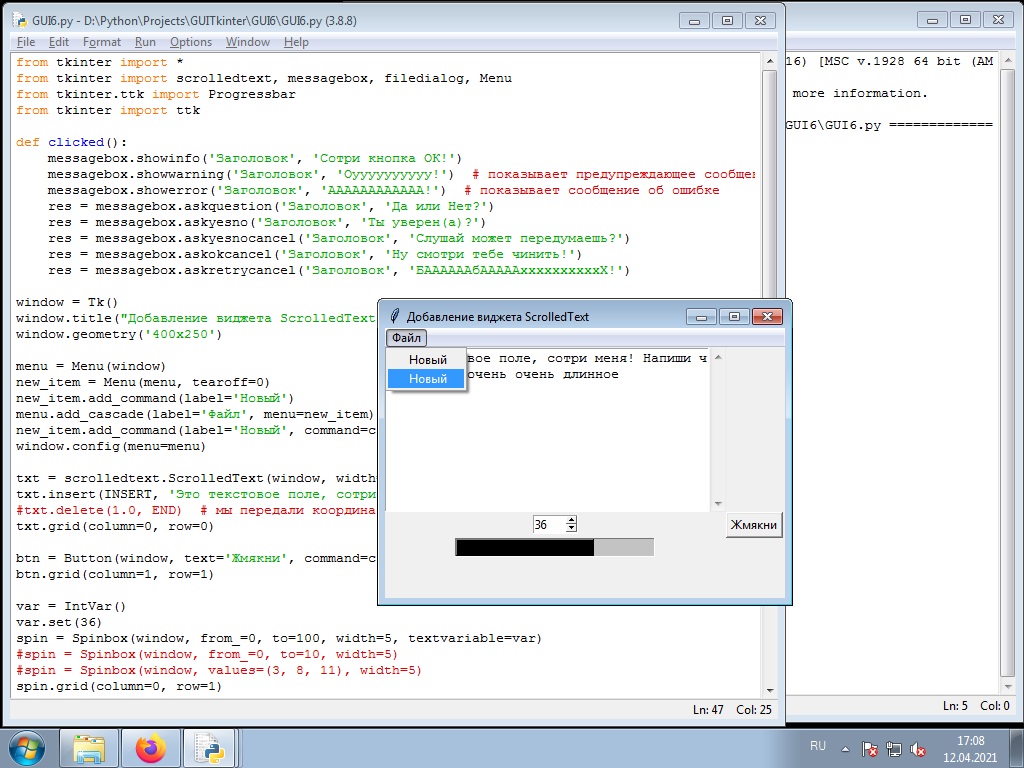 GUI6.py - D:\Python\Projects\GUITkinter\GUI6\GUI6.py (3.8.8)
File Edit Format Run Options Window Help
from tkinter import *
from tkinter import scrolledtext, messagebox, filedialog, Menu
from tkinter.ttk import Progressbar
from tkinter import ttk
def clicked():
messagebox.showinfo('Заголовок', 'Сотри кнопка ОК!')
messagebox.showwarning('Заголовок', 'Оууууууууу!') # показывает предупреждающее сообщен
messagebox.showerror('Заголовок', 'АААААААААААА!') # показывает сообщение об ошибке
res = messagebox.askquestion('Заголовок', 'Да или Нет?')
res = messagebox.askyesno('Заголовок', 'Ты уверен(а)?')
res = messagebox.askyesnocancel('Заголовок', 'Слушай может передумаешь?')
res = messagebox.askokcancel('Заголовок', 'Ну смотри тебе чинить!')
res = messagebox.askretrycancel('Заголовок', 'БААААААбАААААххххххххххХ!')
window = Tk()
window.title("Добавление виджета ScrolledText
window.geometry('400x250')
menu = Menu(window)
new_item = Menu(menu, tearoff=0)
new_item.add_command(label='Новый')
menu.add_cascade(label='Файл', menu=new_item)
new_item.add_command(label='Новый', command=c
window.config(menu=menu)
txt = scrolledtext.ScrolledText(window, width=
txt.insert(INSERT, 'Это текстовое поле, сотри
#txt.delete(1.0, END) # мы передали координа
txt.grid(column=0, row=0)
btn = Button(window, text='Жмякни', command=c
btn.grid(column=1, row=1)
var = IntVar()
var.set(36)
spin = Spinbox(window, from_=0, to=100, width=5, textvariable=var)
#spin = Spinbox(window, from_=0, to=10, width=5)
#spin = Spinbox(window, values=(3, 8, 11), width=5)
spin.grid(column=0, row=1)
Ln: 47 Col: 25
16) [MSC v.1928 64 bit (AM
more information.
GUI6\GUI6.py =============
Ln: 5 Col: 0
Добавление виджета ScrolledText
Файл
Новый
Новый
вое поле, сотри меня! Напиши ч
очень очень длинное
36
Жмякни
RU
17:08
12.04.2021